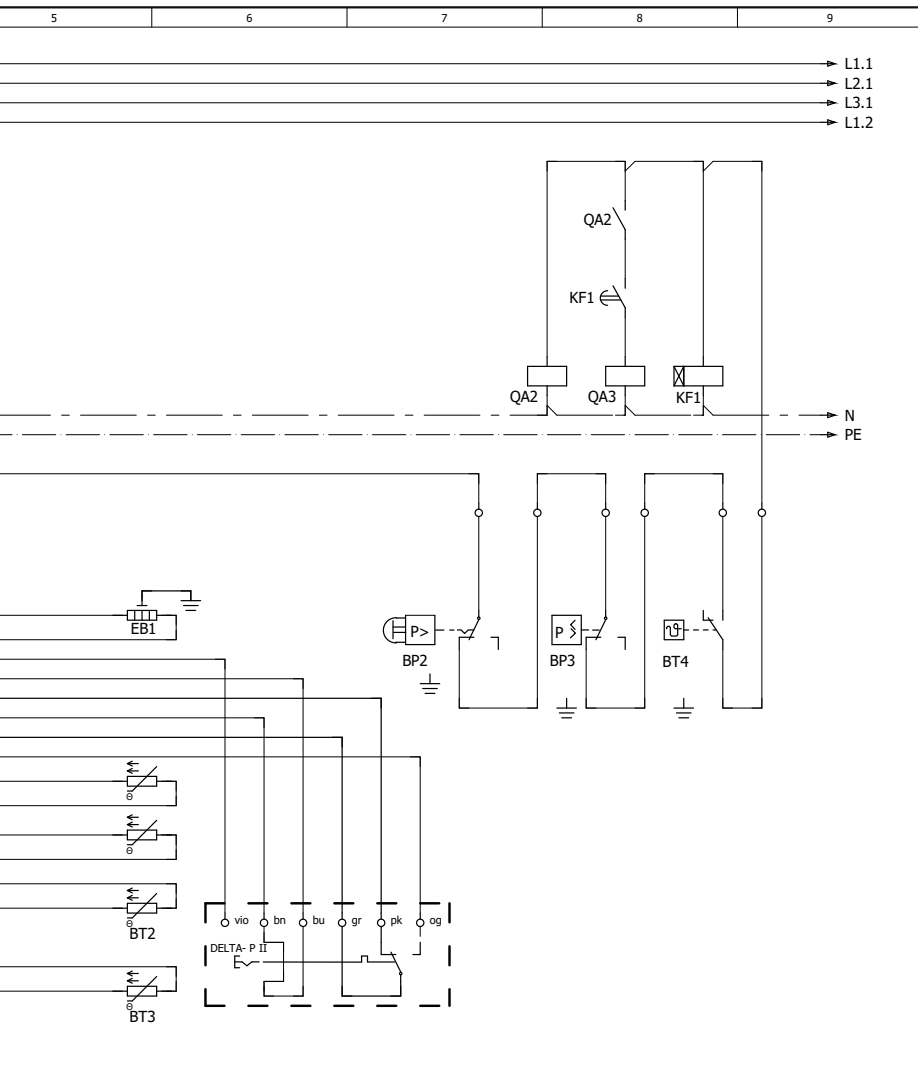 5 6 7 8 9
L1.1
L2.1
L3.1
L1.2
QA2
KF1
QA2 QA3 KF1
N
PE
EB1
P> P
BP2 BP3 BT4
ϑ
Θ
Θ
Θ
BT2
vio bn bu gr pk og
DELTA- P II
Θ
BT3